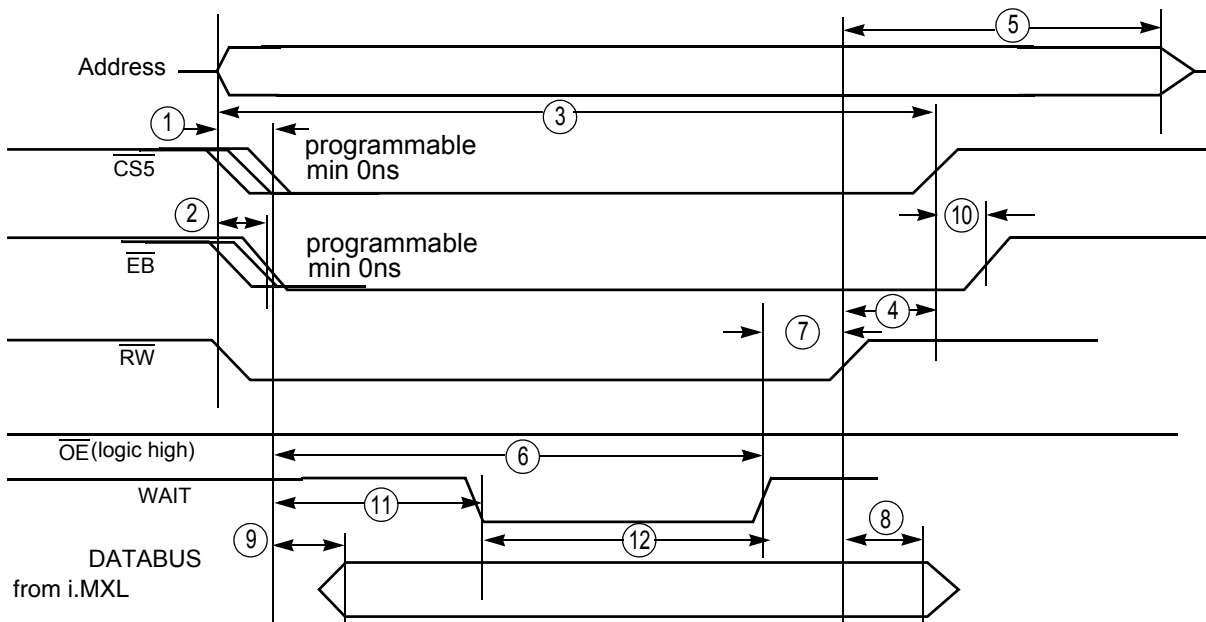 5
Address
1
3
programmable
min 0ns
CS5
2
10
programmable
min 0ns
EB
4
7
RW
OE(logic high)
6
WAIT
11
8
9
12
DATABUS
from i.MXL